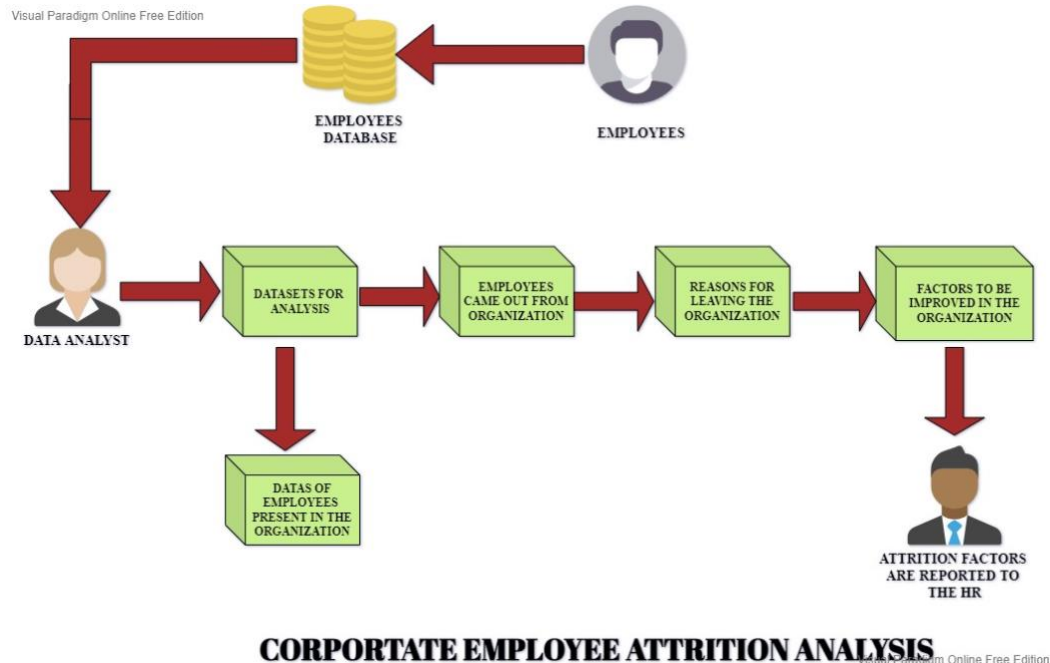 Visual Paradigm Online Free Edition
EMPLOYEES
DATABASE
EMPLOYEES
DATA ANALYST
DATASETS FOR
ANALYSIS
EMPLOYEES
CAME OUT FROM
ORGANIZATION
REASONS FOR
LEAVING THE
ORGANIZATION
FACTORS TO BE
IMPROVED IN THE
ORGANIZATION
DATAS OF
EMPLOYEES
PRESENT IN THE
ORGANIZATION
ATTRITION FACTORS
ARE REPORTED TO
THE HR
CORPORTATE EMPLOYEE ATTRITION ANALYSIS
Visual Paradigm Online Free Edition